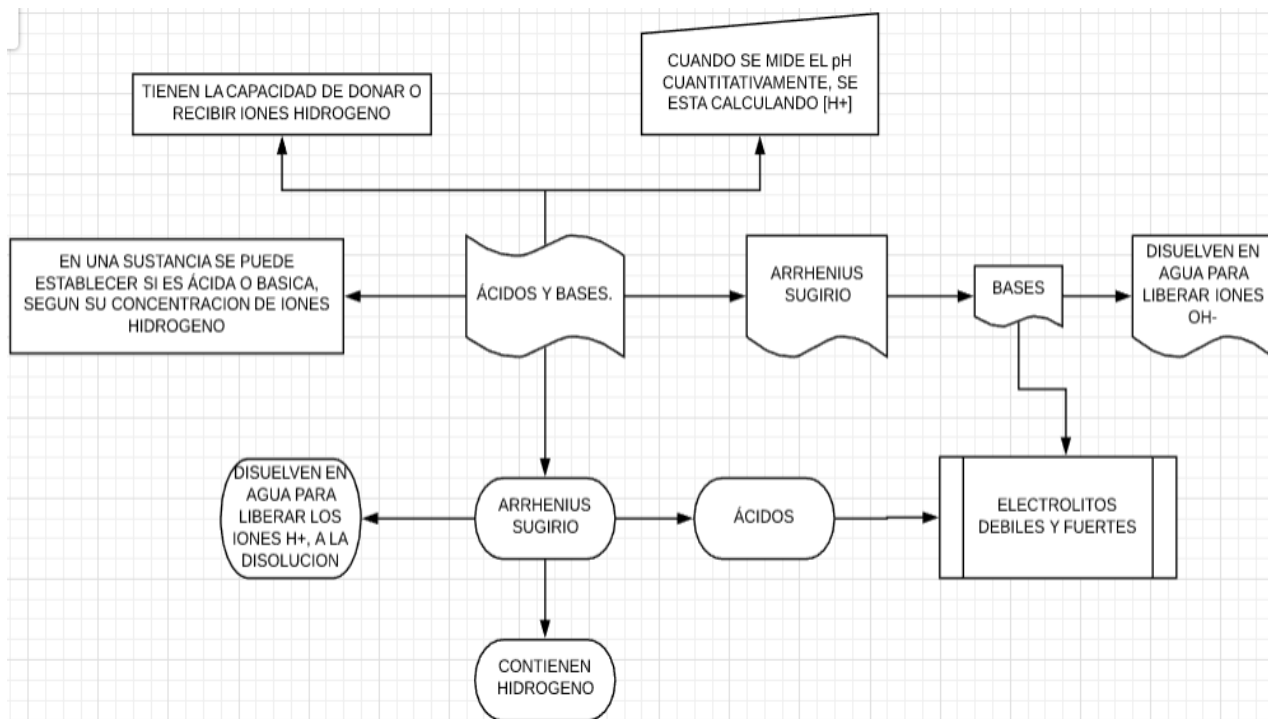 CUANDO SE MIDE EL pH
CUANTITATIVAMENTE, SE
ESTA CALCULANDO [H+]
TIENEN LA CAPACIDAD DE DONAR O
RECIBIR IONES HIDROGENO
EN UNA SUSTANCIA SE PUEDE
ESTABLECER SI ES ÁCIDA O BASICA,
SEGUN SU CONCENTRACION DE IONES
HIDROGENO
ÁCIDOS Y BASES.
ARRHENIUS
SUGIRIO
BASES
DISUELVEN EN
AGUA PARA
LIBERAR IONES
OH-
DISUELVEN EN
AGUA PARA
LIBERAR LOS
IONES H+, A LA
DISOLUCION
ARRHENIUS
SUGIRIO
ÁCIDOS
ELECTROLITOS
DEBILES Y FUERTES
CONTIENEN
HIDROGENO